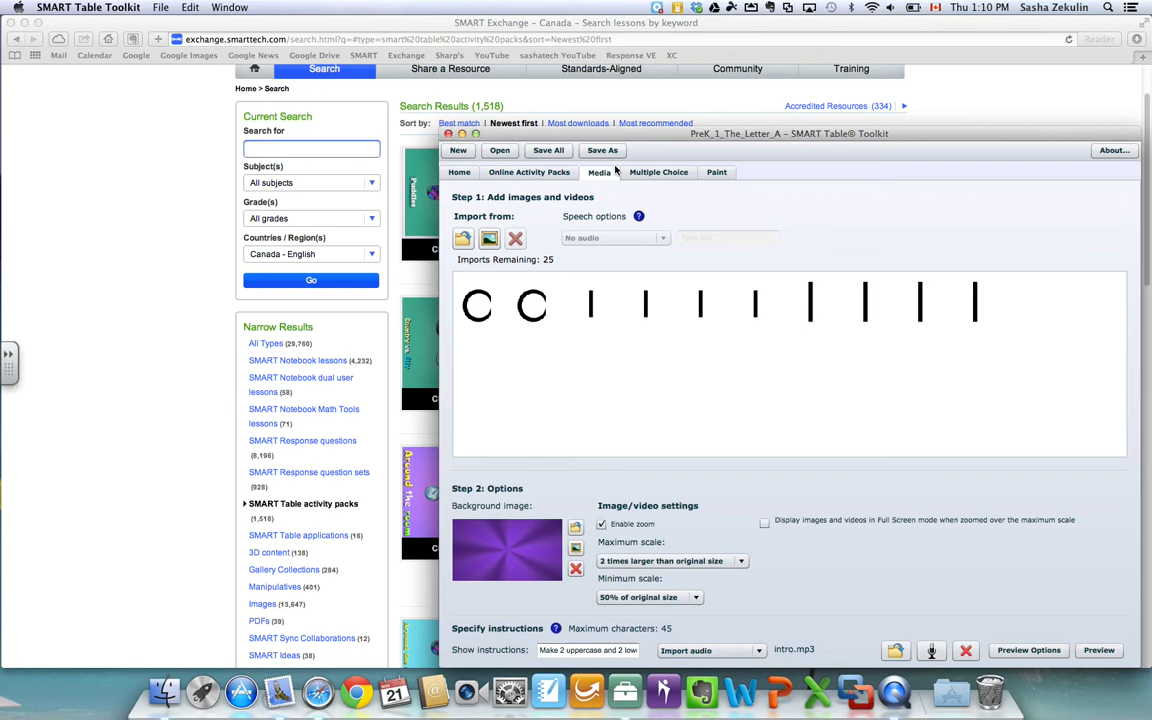 SMART Table Toolkit File Edit Window Thu 1:10 PM Sasha Zekulin
SMART Exchange - Canada - Search lessons by keyword
exchange.smarttech.com/search.html?q=#type=smart%20table%20activity%20packs&sort=Newest%20first Reader
Mail Calendar Google Google Images Google News Google Drive SMART Exchange Sharp's YouTube sashatech YouTube Response VE XC
Search Share a Resource Standards-Aligned Community Training
Home > Search
Current Search
Search for
Subject(s)
All subjects
Grade(s)
All grades
Countries / Region(s)
Canada - English
Go
Narrow Results
All Types (29,760)
SMART Notebook lessons (4,232)
SMART Notebook dual user
lessons (58)
SMART Notebook Math Tools
lessons (71)
SMART Response questions
(8,196)
SMART Response question sets
(928)
SMART Table activity packs
(1,518)
SMART Table applications (16)
3D content (138)
Gallery Collections (284)
Manipulatives (401)
Images (13,647)
PDFs (39)
SMART Sync Collaborations (12)
SMART Ideas (38)
Search Results (1,518)
Accredited Resources (334)
Sort by: Best match | Newest first | Most downloads | Most recommended
Puddles
Country vs. City
Around the room
PreK_1_The_Letter_A - SMART Table® Toolkit
New Open Save All Save As About...
Home Online Activity Packs Media Multiple Choice Paint
Step 1: Add images and videos
Import from: Speech options ?
No audio
Imports Remaining: 25
Step 2: Options
Background image:
Image/video settings
Enable zoom
Display images and videos in Full Screen mode when zoomed over the maximum scale
Maximum scale:
2 times larger than original size
Minimum scale:
50% of original size
Specify instructions ? Maximum characters: 45
Show instructions: Make 2 uppercase and 2 low Import audio intro.mp3 Preview Options Preview
NOV
21